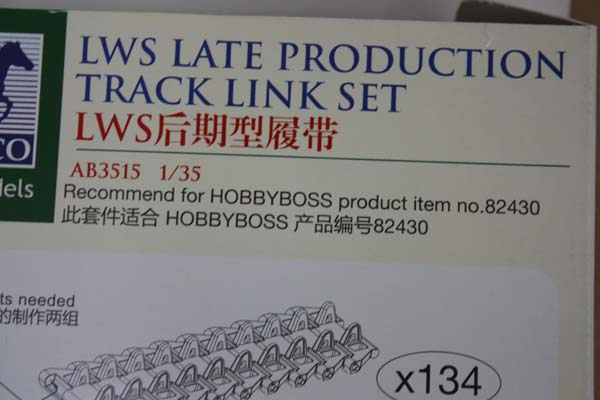 LWS LATE PRODUCTION
TRACK LINK SET
LWS后期型履带
AB3515 1/35
Recommend for HOBBYBOSS product item no.82430
此套件适合 HOBBYBOSS 产品编号82430
needed
的制作两组
x134